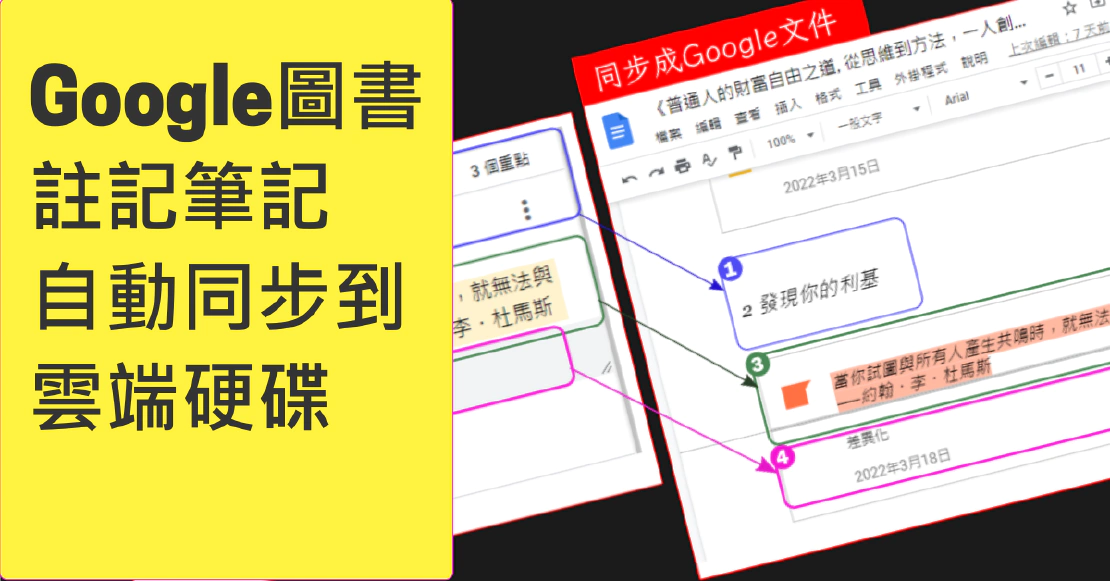 Google圖書
註記筆記
自動同步到
雲端硬碟
3 個重點
，就無法與
李．杜馬斯
同步成Google文件
《普通人的財富自由之道, 從思維到方法，一人創...
檔案 編輯 查看 插入 格式 工具 外掛程式 說明 上次編輯：7 天前
100% 一般文字 Arial 11
2022年3月15日
1
2 發現你的利基
3
當你試圖與所有人產生共鳴時，就無法
──約翰．李．杜馬斯
4
差異化
2022年3月18日